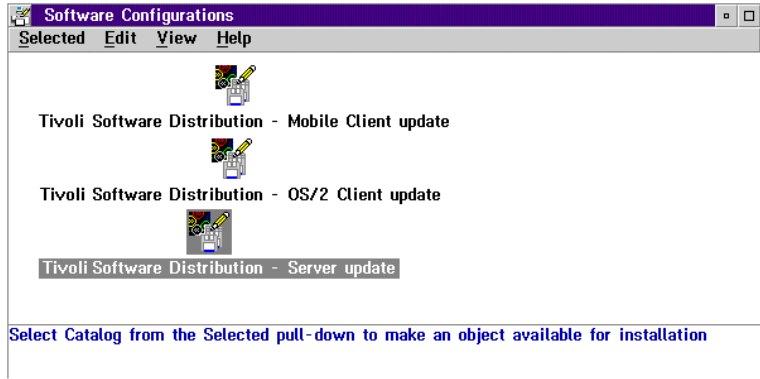 Software Configurations
Selected Edit View Help
Tivoli Software Distribution - Mobile Client update
Tivoli Software Distribution - OS/2 Client update
Tivoli Software Distribution - Server update
Select Catalog from the Selected pull-down to make an object available for installation